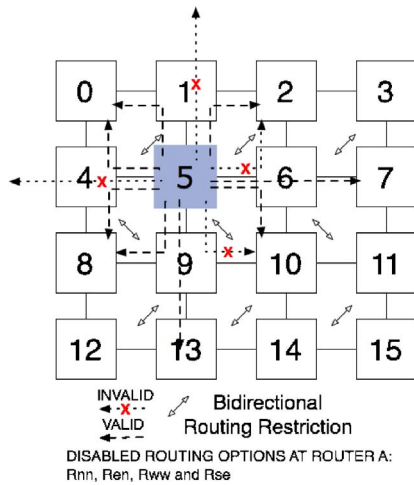 0 1 2 3
4 5 6 7
8 9 10 11
12 13 14 15
INVALID
x
Bidirectional
VALID
Routing Restriction
DISABLED ROUTING OPTIONS AT ROUTER A:
Rnn, Ren, Rww and Rse